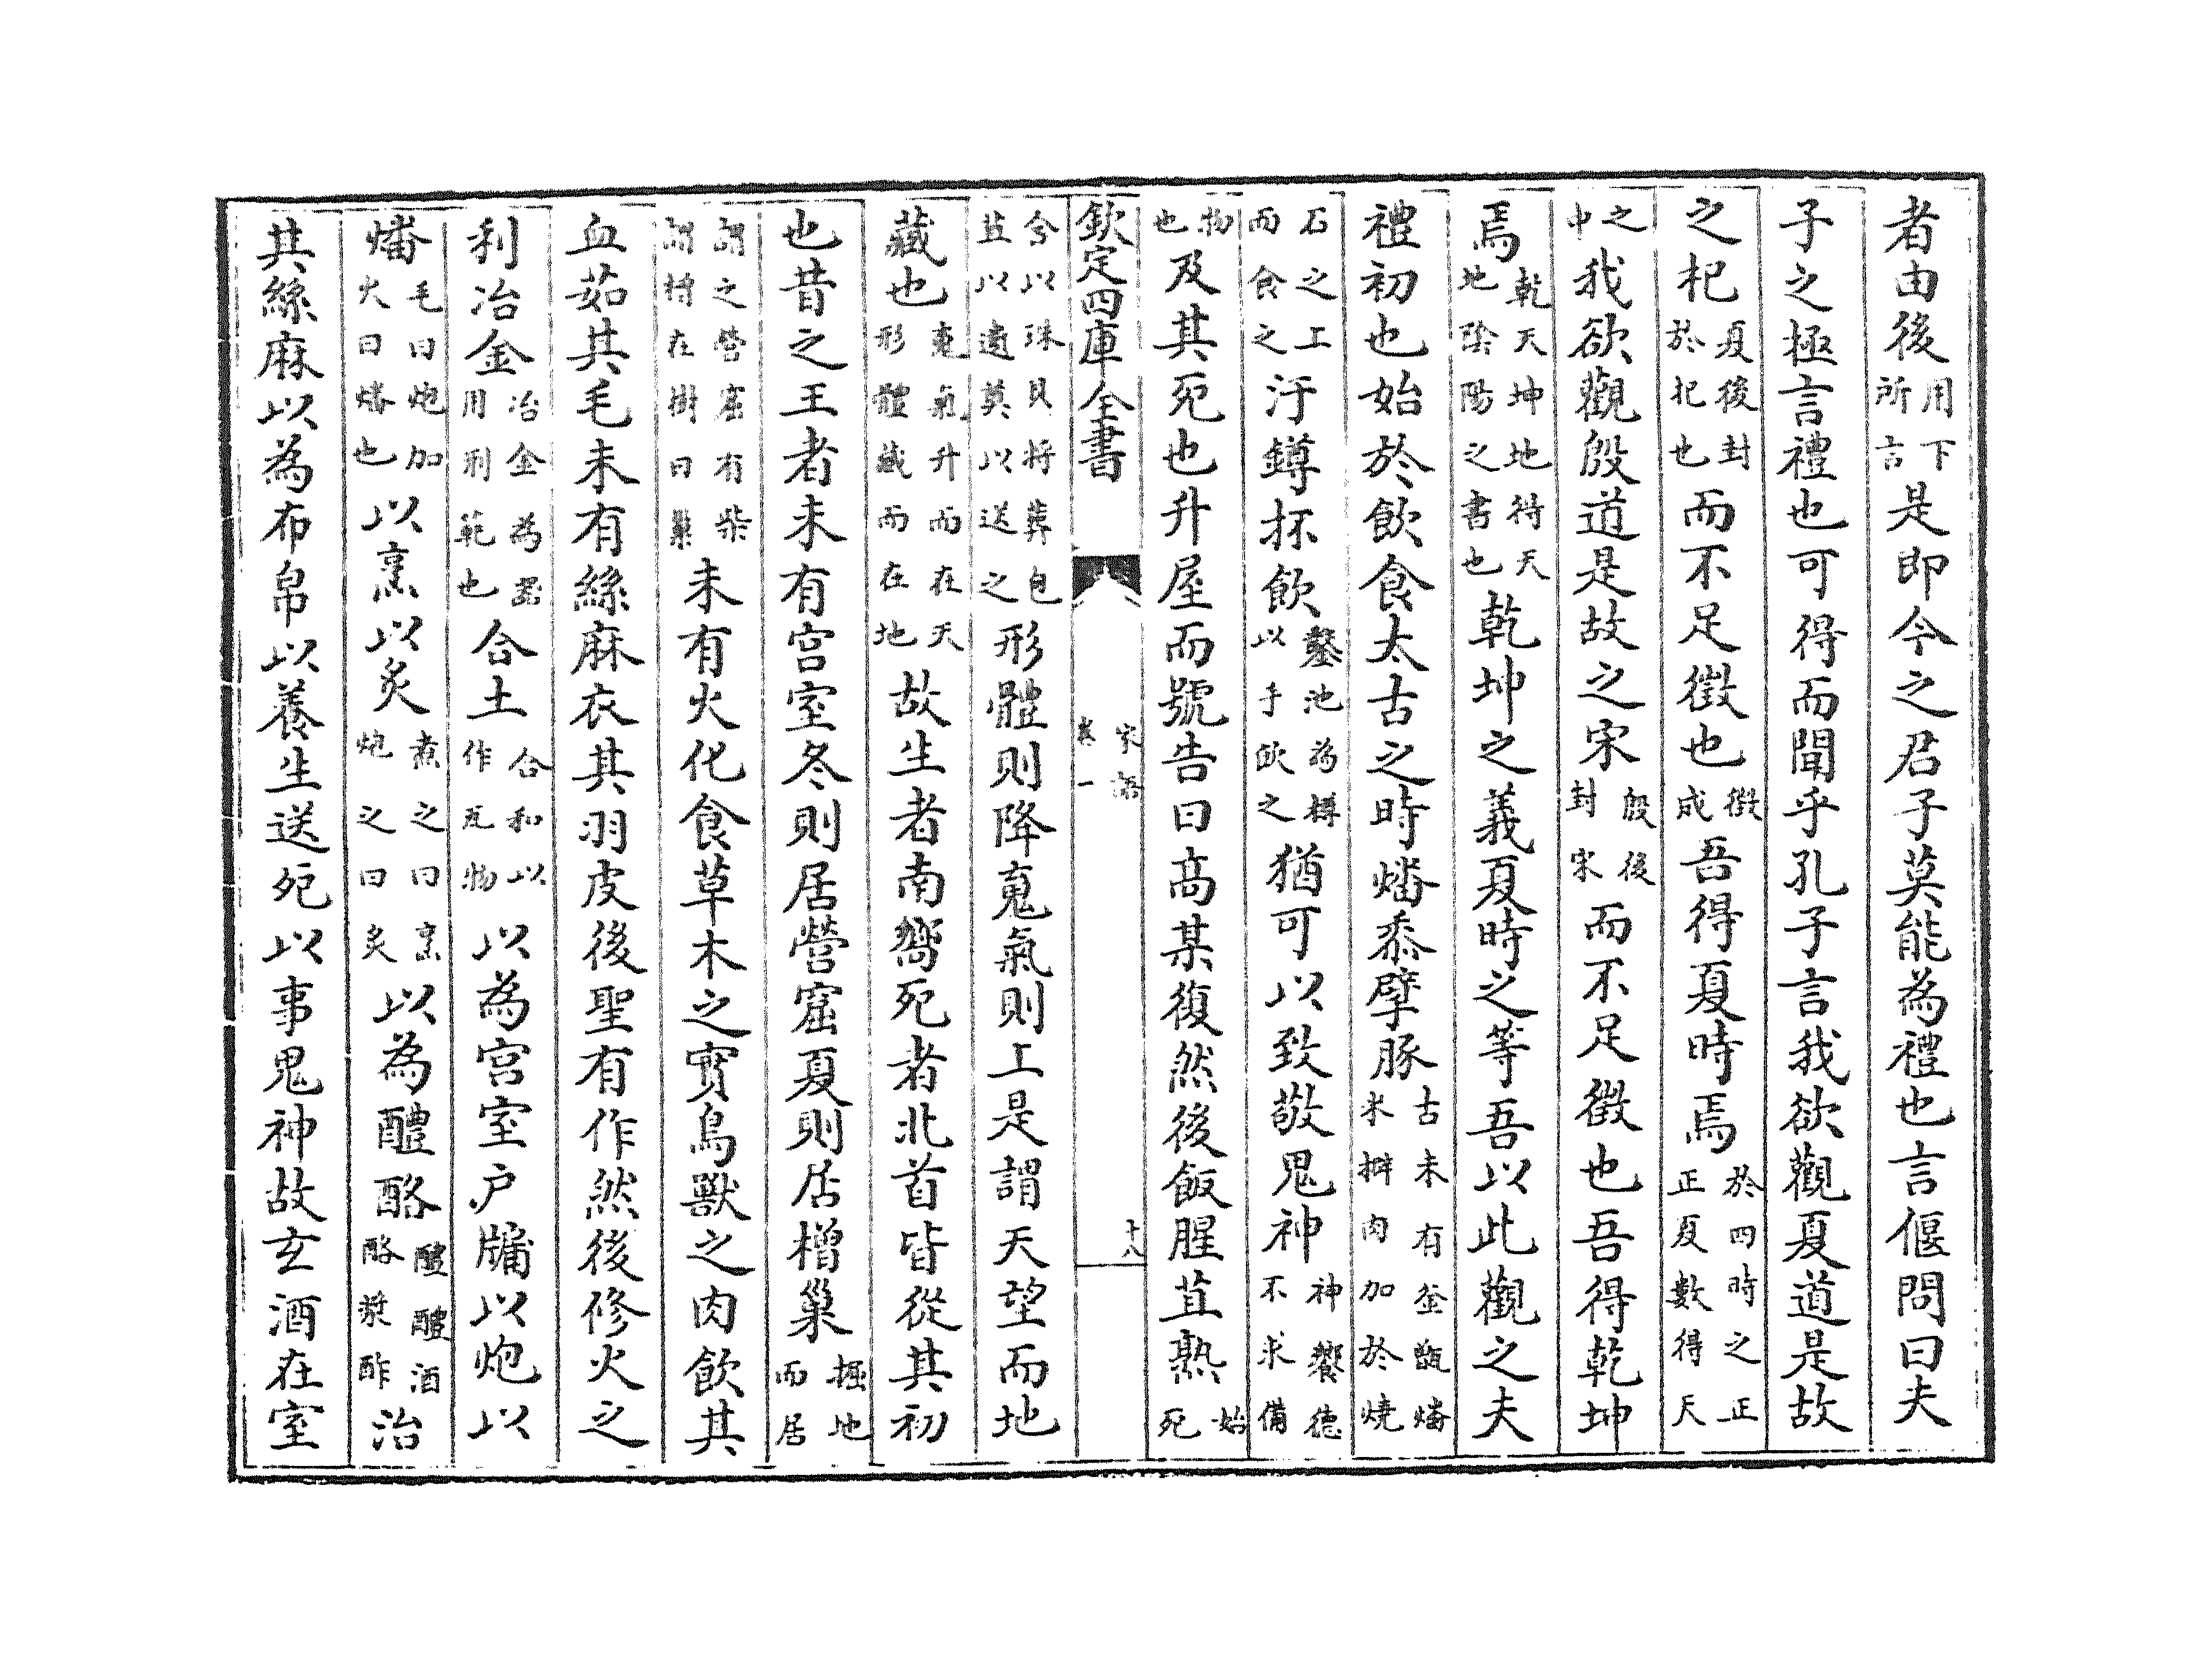 者由後用下所言是即今之君子莫能為禮也言偃問曰夫
子之極言禮也可得而聞乎孔子言我欲觀夏道是故
之杞夏後封於杞也而不足徵也徵成吾得夏時焉於四時之正正夏數得天
之中我欲觀殷道是故之宋殷後封宋而不足徵也吾得乾坤
焉乾天坤地得天地陰陽之書也乾坤之義夏時之等吾以此觀之夫
禮初也始於飲食太古之時燔黍擘豚古未有釜甑燔米擗肉加於燒
石之上而食之汙罇抔飲鑿池為樽以手飲之猶可以致敬鬼神神饗德不求備
物也及其死也升屋而號告曰高某復然後飯腥苴熟始死
欽定四庫全書
家語
卷一
十八
含以珠貝將葬包苴以遣奠以送之形體則降䰟氣則上是謂天望而地
藏也䰟氣升而在天形體藏而在地故生者南嚮死者北首皆從其初
也昔之王者未有宫室冬則居營窟夏則居橧巢掘地而居
謂之營窟有柴謂橧在樹曰巢未有火化食草木之實鳥獸之肉飲其
血茹其毛未有絲麻衣其羽皮後聖有作然後修火之
利冶金冶金為器用刑範也合土合和以作瓦物以為宫室户牖以炮以
燔毛曰炮加火曰燔也以烹以炙煮之曰烹炮之曰炙以為醴酪醴醴酒酪漿酢治
其絲麻以為布帛以養生送死以事鬼神故玄酒在室